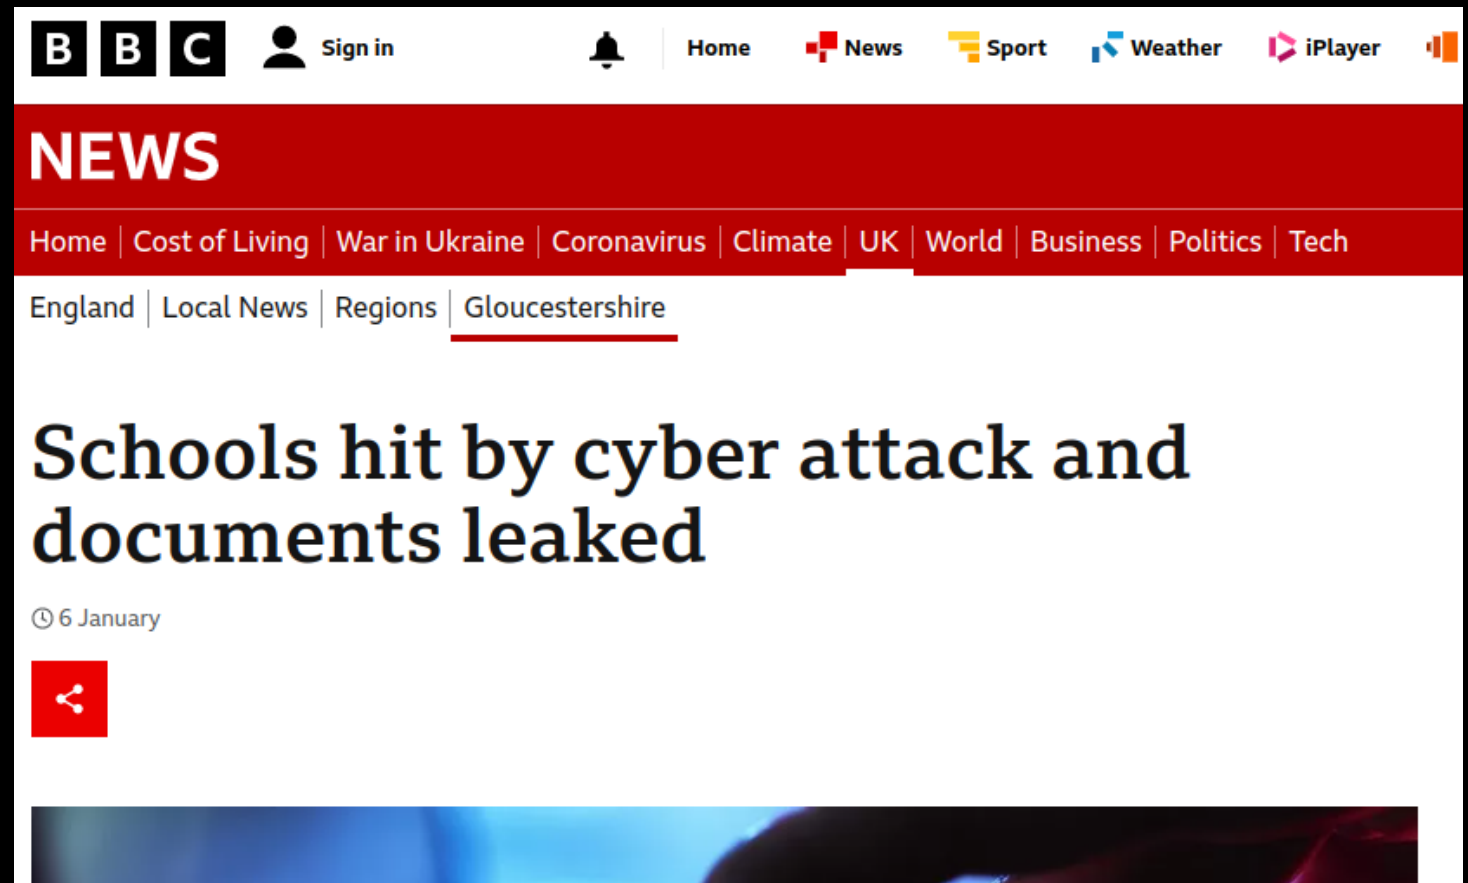 BBC Sign in Home News Sport Weather iPlayer
NEWS
Home Cost of Living War in Ukraine Coronavirus Climate UK World Business Politics Tech
England Local News Regions Gloucestershire
Schools hit by cyber attack and
documents leaked
6 January